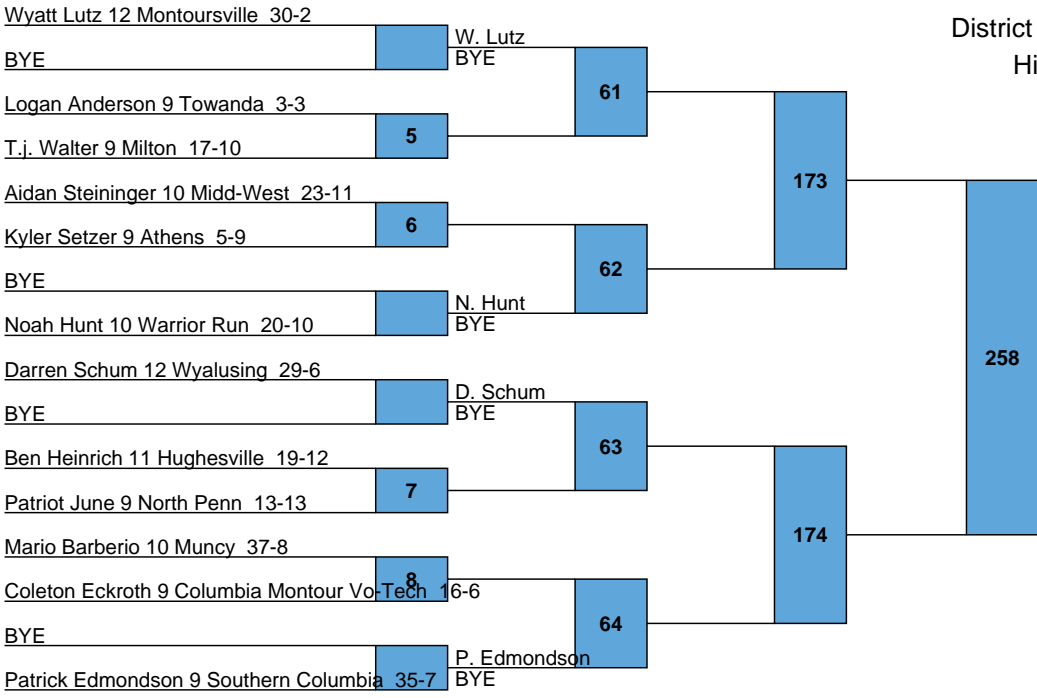 Wyatt Lutz 12 Montoursville 30-2
BYE
W. Lutz
BYE
District
Hi
61
Logan Anderson 9 Towanda 3-3
5
T.j. Walter 9 Milton 17-10
173
Aidan Steininger 10 Midd-West 23-11
6
Kyler Setzer 9 Athens 5-9
62
BYE
N. Hunt
BYE
Noah Hunt 10 Warrior Run 20-10
258
Darren Schum 12 Wyalusing 29-6
D. Schum
BYE
BYE
63
Ben Heinrich 11 Hughesville 19-12
7
Patriot June 9 North Penn 13-13
174
Mario Barberio 10 Muncy 37-8
8
Coleton Eckroth 9 Columbia Montour Vo-Tech 16-6
64
BYE
P. Edmondson
BYE
Patrick Edmondson 9 Southern Columbia 35-7